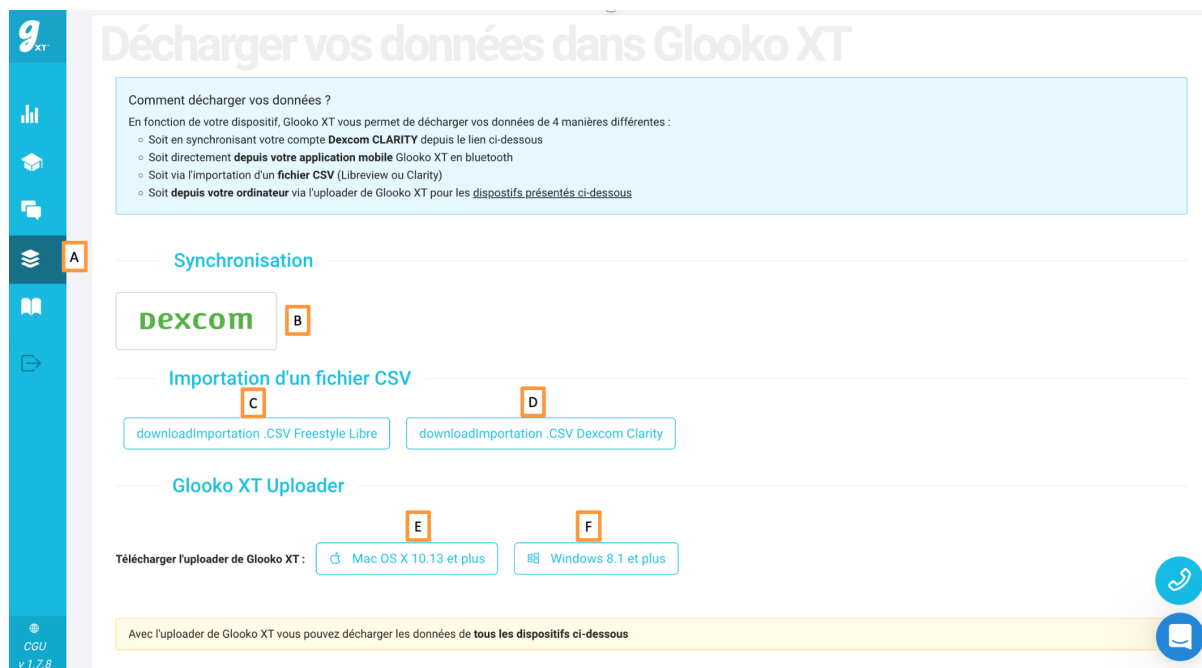 g
XT
Décharger vos données dans Glooko XT
Comment décharger vos données ?
En fonction de votre dispositif, Glooko XT vous permet de décharger vos données de 4 manières différentes :
Soit en synchronisant votre compte Dexcom CLARITY depuis le lien ci-dessous
Soit directement depuis votre application mobile Glooko XT en bluetooth
Soit via l'importation d'un fichier CSV (Libreview ou Clarity)
Soit depuis votre ordinateur via l'uploader de Glooko XT pour les dispostifs présentés ci-dessous
A
Synchronisation
Dexcom
B
Importation d'un fichier CSV
C
D
downloadImportation .CSV Freestyle Libre
downloadImportation .CSV Dexcom Clarity
Glooko XT Uploader
E
F
Télécharger l'uploader de Glooko XT :
Mac OS X 10.13 et plus
Windows 8.1 et plus
Avec l'uploader de Glooko XT vous pouvez décharger les données de tous les dispositifs ci-dessous
CGU
v 1.7.8